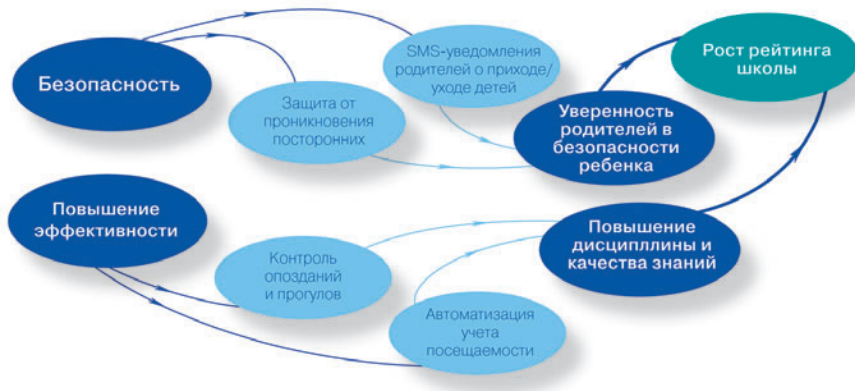 Безопасность
SMS-уведомления
родителей о приходе/
уходе детей
Защита от
проникновения
посторонних
Уверенность
родителей в
безопасности
ребенка
Рост рейтинга
школы
Повышение
эффективности
Контроль
опозданий
и прогулов
Автоматизация
учета
посещаемости
Повышение
дисципллины и
качества знаний